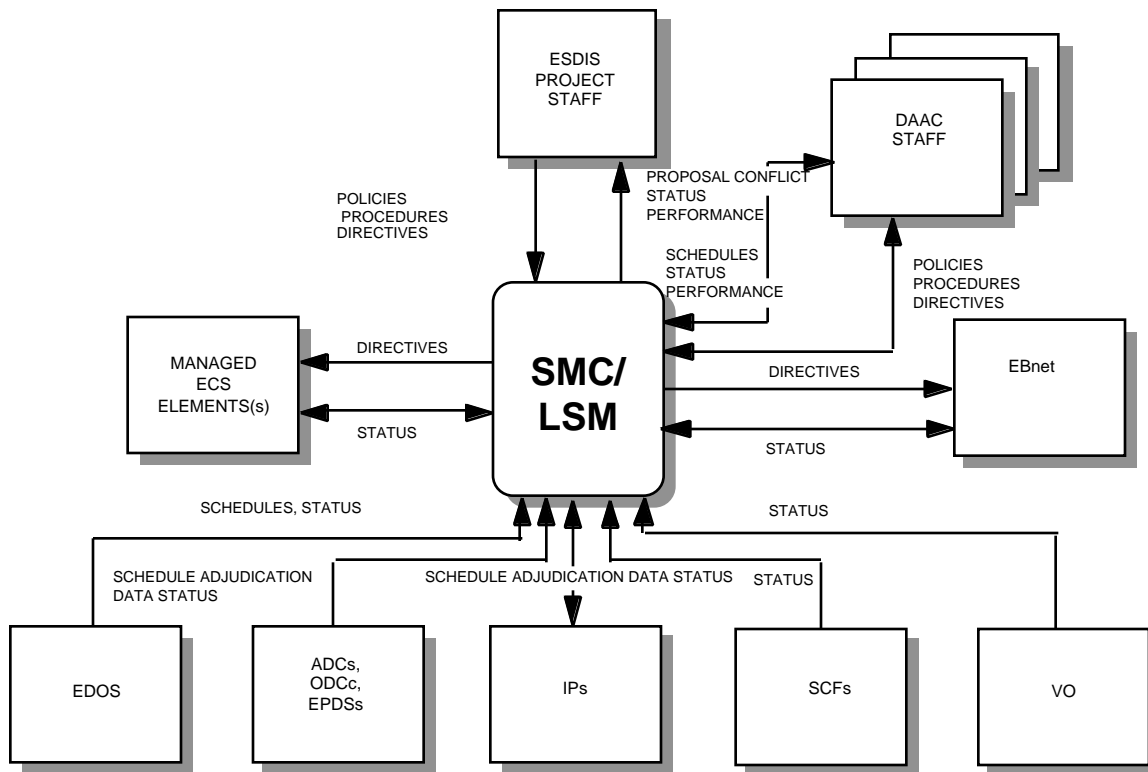 ESDIS
PROJECT
STAFF
DAAC
STAFF
POLICIES
PROCEDURES
DIRECTIVES
PROPOSAL CONFLICT
STATUS
PERFORMANCE
SCHEDULES
STATUS
PERFORMANCE
POLICIES
PROCEDURES
DIRECTIVES
MANAGED
ECS
ELEMENTS(s)
DIRECTIVES
STATUS
SMC/
LSM
DIRECTIVES
STATUS
EBnet
SCHEDULES, STATUS
STATUS
SCHEDULE ADJUDICATION
DATA STATUS
SCHEDULE ADJUDICATION DATA STATUS
STATUS
EDOS
ADCs,
ODCc,
EPDSs
IPs
SCFs
VO